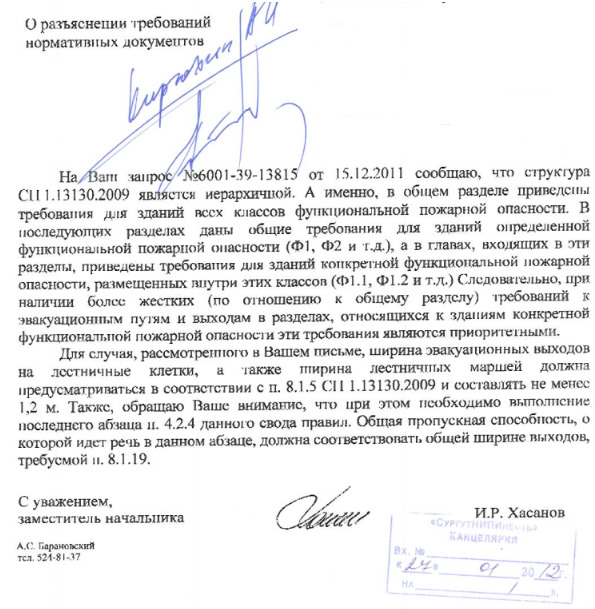 О разъяснении требований
нормативных документов
На Ваш запрос №6001-39-13815 от 15.12.2011 сообщаю, что структура
СП 1.13130.2009 является иерархичной. А именно, в общем разделе приведены
требования для зданий всех классов функциональной пожарной опасности. В
последующих разделах даны общие требования для зданий определенной
функциональной пожарной опасности (Ф1, Ф2 и т.д.), а в главах, входящих в эти
разделы, приведены требования для зданий конкретной функциональной пожарной
опасности, размещенных внутри этих классов (Ф1.1, Ф1.2 и т.д.) Следовательно, при
наличии более жестких (по отношению к общему разделу) требований к
эвакуационным путям и выходам в разделах, относящихся к зданиям конкретной
функциональной пожарной опасности эти требования являются приоритетными.
Для случая, рассмотренного в Вашем письме, ширина эвакуационных выходов
на лестничные клетки, а также ширина лестничных маршей должна
предусматриваться в соответствии с п. 8.1.5 СП 1.13130.2009 и составлять не менее
1,2 м. Также, обращаю Ваше внимание, что при этом необходимо выполнение
последнего абзаца п. 4.2.4 данного свода правил. Общая пропускная способность, о
которой идет речь в данном абзаце, должна соответствовать общей ширине выходов,
требуемой п. 8.1.19.
С уважением,
заместитель начальника
И.Р. Хасанов
А.С. Барановский
тел. 524-81-37
«СУРГУТНИПИНЕФТЬ»
КАНЦЕЛЯРИЯ
Вх. №
«27» 01 2012г.
НА 1 л.